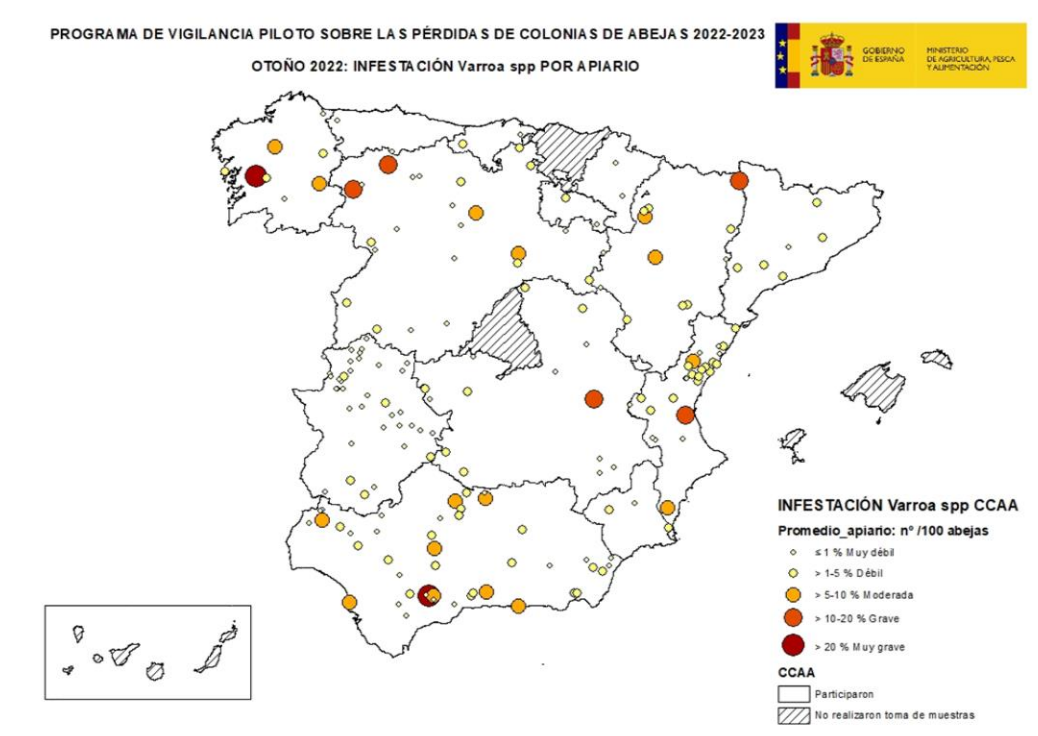 PROGRAMA DE VIGILANCIA PILOTO SOBRE LAS PÉRDIDAS DE COLONIAS DE ABEJAS 2022-2023
OTOÑO 2022: INFESTACIÓN Varroa spp POR APIARIO
GOBIERNO
DE ESPAÑA
MINISTERIO
DE AGRICULTURA, PESCA
Y ALIMENTACIÓN
INFESTACIÓN Varroa spp CCAA
Promedio_apiario: nº /100 abejas
≤ 1 % Muy débil
> 1-5 % Débil
> 5-10 % Moderada
> 10-20 % Grave
> 20 % Muy grave
CCAA
Participaron
No realizaron toma de muestras